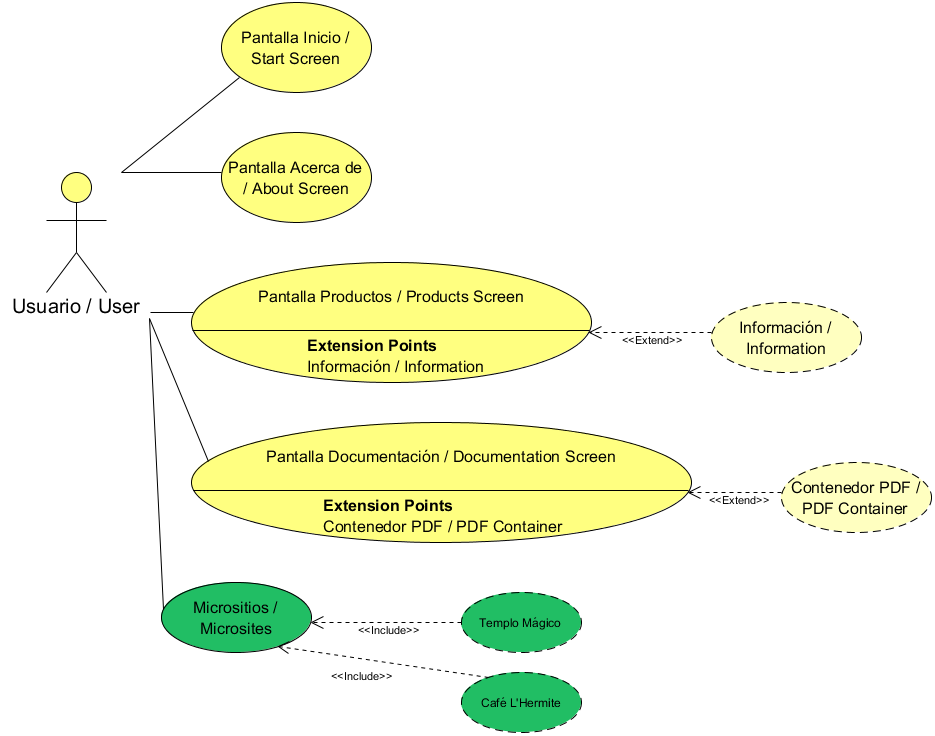 Pantalla Inicio /
Start Screen
Pantalla Acerca de
/ About Screen
Usuario / User
Pantalla Productos / Products Screen
Extension Points
Información / Information
<<Extend>>
Información /
Information
Pantalla Documentación / Documentation Screen
Extension Points
Contenedor PDF / PDF Container
<<Extend>>
Contenedor PDF /
PDF Container
Micrositios /
Microsites
<<Include>>
Templo Mágico
<<Include>>
Café L'Hermite